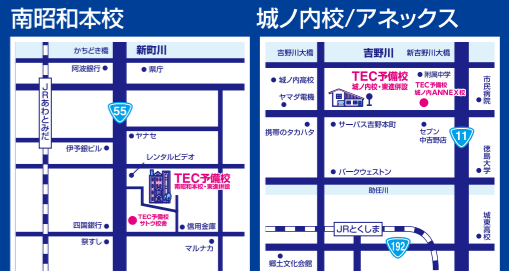 南昭和本校
かちどき橋
新町川
阿波銀行
県庁
JRあわとみだ
55
ヤナセ
伊予銀ビル
レンタルビデオ
TEC予備校
南昭和本校・東進併設
TEC予備校
サトウ校舎
四国銀行
信用金庫
祭すし
マルナカ
城ノ内校/アネックス
吉野川大橋
吉野川
新吉野川大橋
城ノ内高校
TEC予備校
城ノ内校・東進併設
附属中学
TEC予備校
城ノ内ANNEX校
ヤマダ電機
市民病院
携帯のタカハタ
サーパス吉野本町
セブン
中吉野店
11
徳島大学
パークウェストン
助任川
城東高校
JRとくしま
192
郷土文化会館